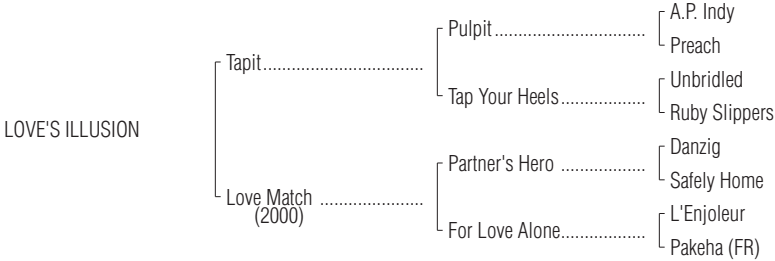 A.P. Indy
Pulpit..................................
Preach
Tapit....................................
Unbridled
Tap Your Heels...................
Ruby Slippers
LOVE'S ILLUSION
Danzig
Partner's Hero ...................
Safely Home
Love Match .......................
(2000)
L'Enjoleur
For Love Alone...................
Pakeha (FR)